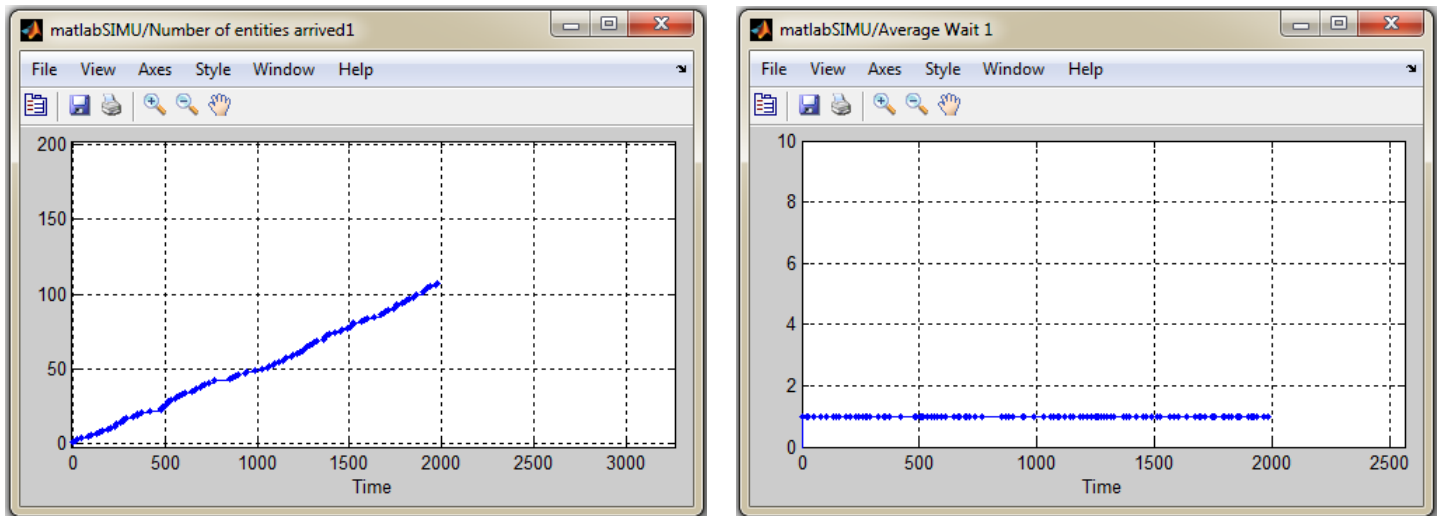 matlabSIMU/Number of entities arrived1
File View Axes Style Window Help
200
150
100
50
0
0 500 1000 1500 2000 2500 3000
Time
matlabSIMU/Average Wait 1
File View Axes Style Window Help
10
8
6
4
2
0
0 500 1000 1500 2000 2500
Time